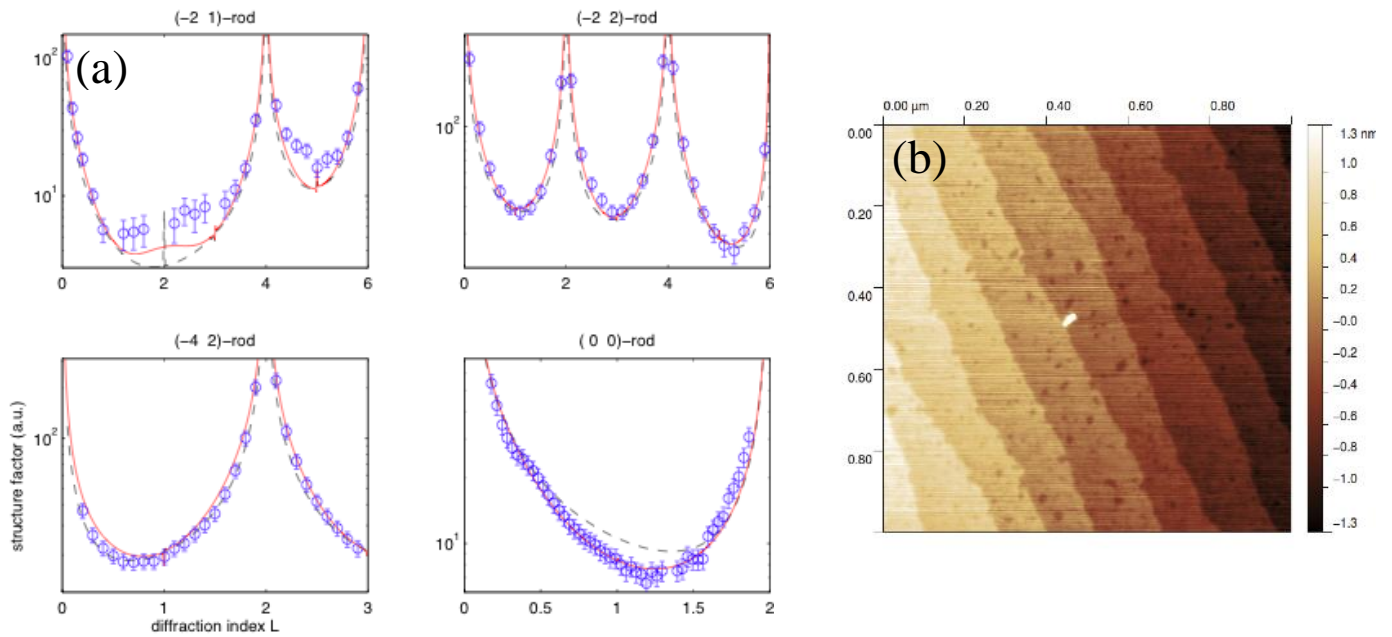 (-2 1)-rod
(a)
10²
10¹
0 2 4 6
(-2 2)-rod
10²
0 2 4 6
(-4 2)-rod
10²
structure factor (a.u.)
0 1 2 3
diffraction index L
(0 0)-rod
10¹
0 0.5 1 1.5 2
(b)
0.00 µm 0.20 0.40 0.60 0.80
0.00
0.20
0.40
0.60
0.80
1.3 nm
1.0
0.8
0.6
0.4
0.2
−0.0
−0.2
−0.4
−0.6
−0.8
−1.0
−1.3